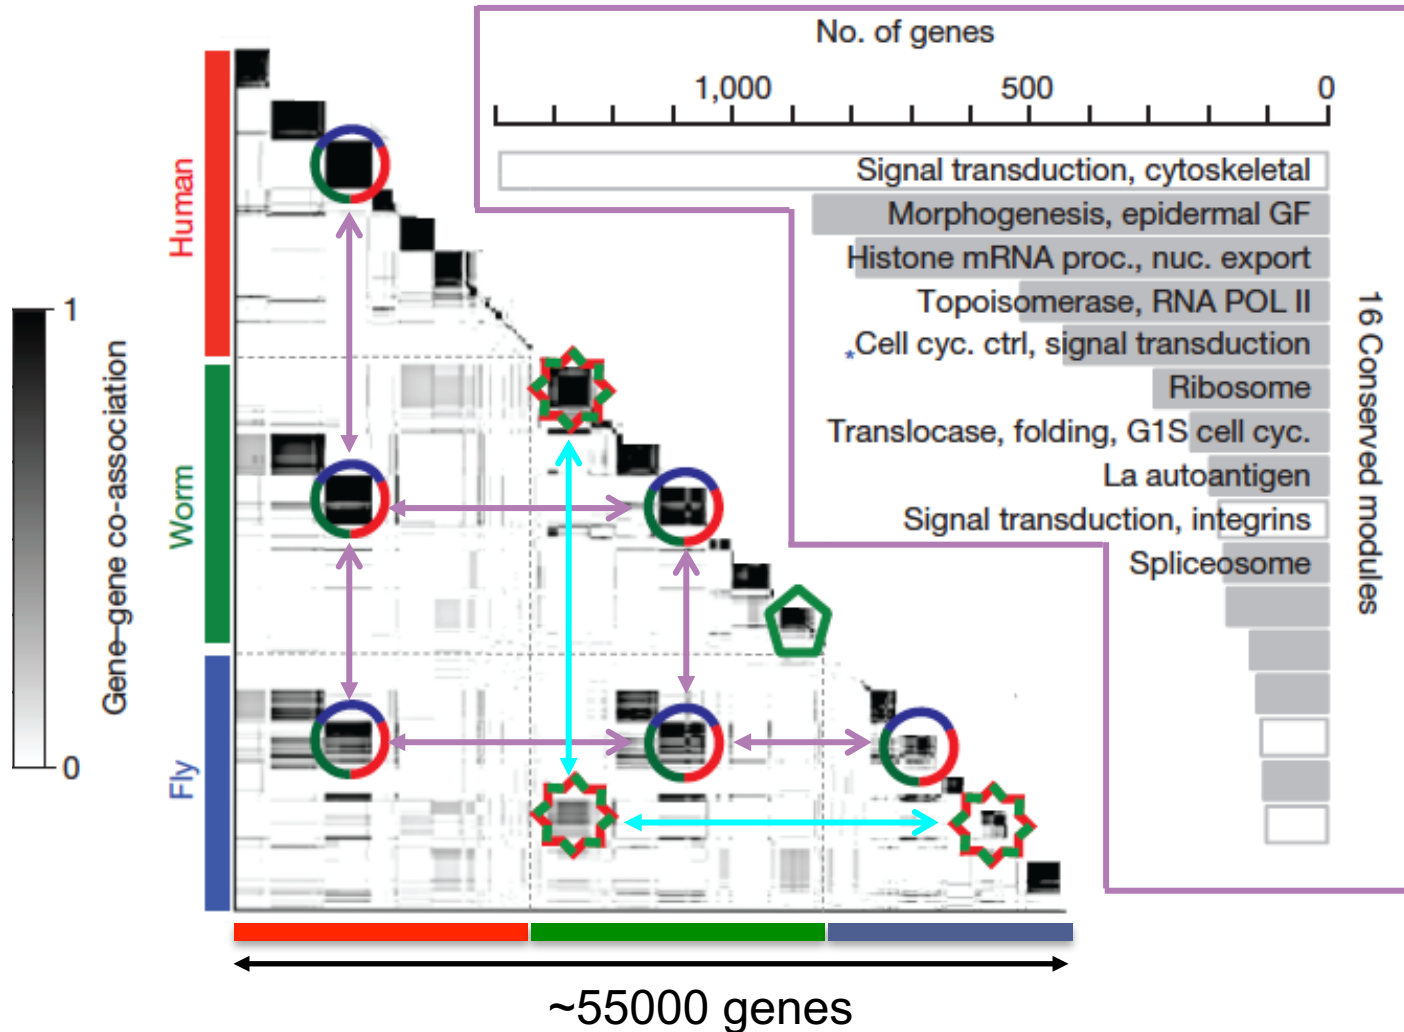 No. of genes
1,000
500
0
Signal transduction, cytoskeletal
Morphogenesis, epidermal GF
Histone mRNA proc., nuc. export
Topoisomerase, RNA POL II
*Cell cyc. ctrl, signal transduction
Ribosome
Translocase, folding, G1S cell cyc.
La autoantigen
Signal transduction, integrins
Spliceosome
16 Conserved modules
Human
Worm
Fly
1
Gene–gene co-association
0
~55000 genes